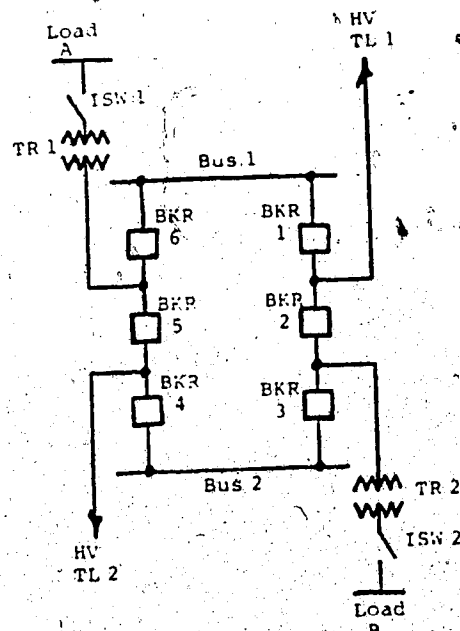 Load
A
HV
TL 1
ISW 1
TR 1
Bus 1
BKR
6
BKR
1
BKR
5
BKR
2
BKR
4
BKR
3
Bus 2
TR 2
ISW 2
HV
TL 2
Load